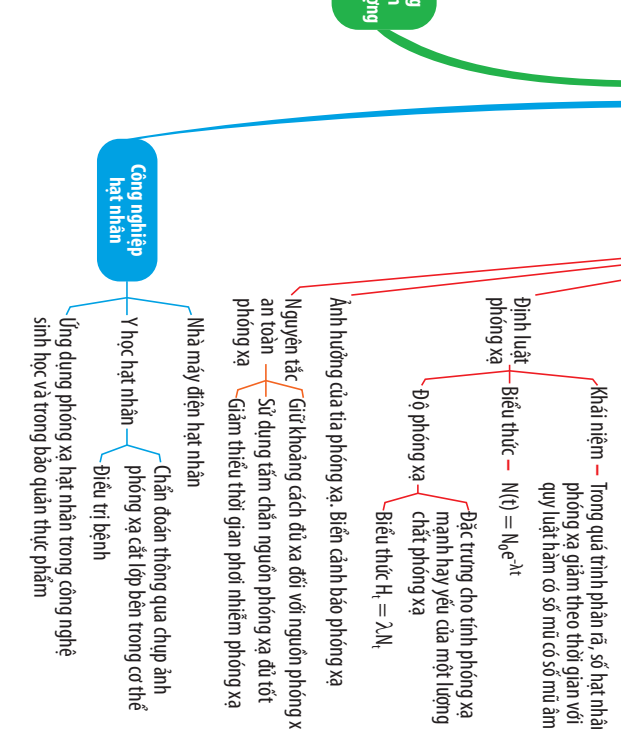 Khái niệm
Trong quá trình phân rã, số hạt nhân
phóng xạ giảm theo thời gian với
quy luật hàm có số mũ có số mũ âm
Định luật
phóng xạ
Biểu thức
N(t) = N₀e^-λt
Độ phóng xạ
Đặc trưng cho tính phóng xạ
mạnh hay yếu của một lượng
chất phóng xạ
Biểu thức Hₜ = λNₜ
Ảnh hưởng của tia phóng xạ. Biển cảnh báo phóng xạ
Nguyên tắc
an toàn
phóng xạ
Giữ khoảng cách đủ xa đối với nguồn phóng x
Sử dụng tấm chắn nguồn phóng xạ đủ tốt
Giảm thiểu thời gian phơi nhiễm phóng xạ
Công nghiệp
hạt nhân
Nhà máy điện hạt nhân
Y học hạt nhân
Chẩn đoán thông qua chụp ảnh
phóng xạ cắt lớp bên trong cơ thể
Điều trị bệnh
Ứng dụng phóng xạ hạt nhân trong công nghệ
sinh học và trong bảo quản thực phẩm